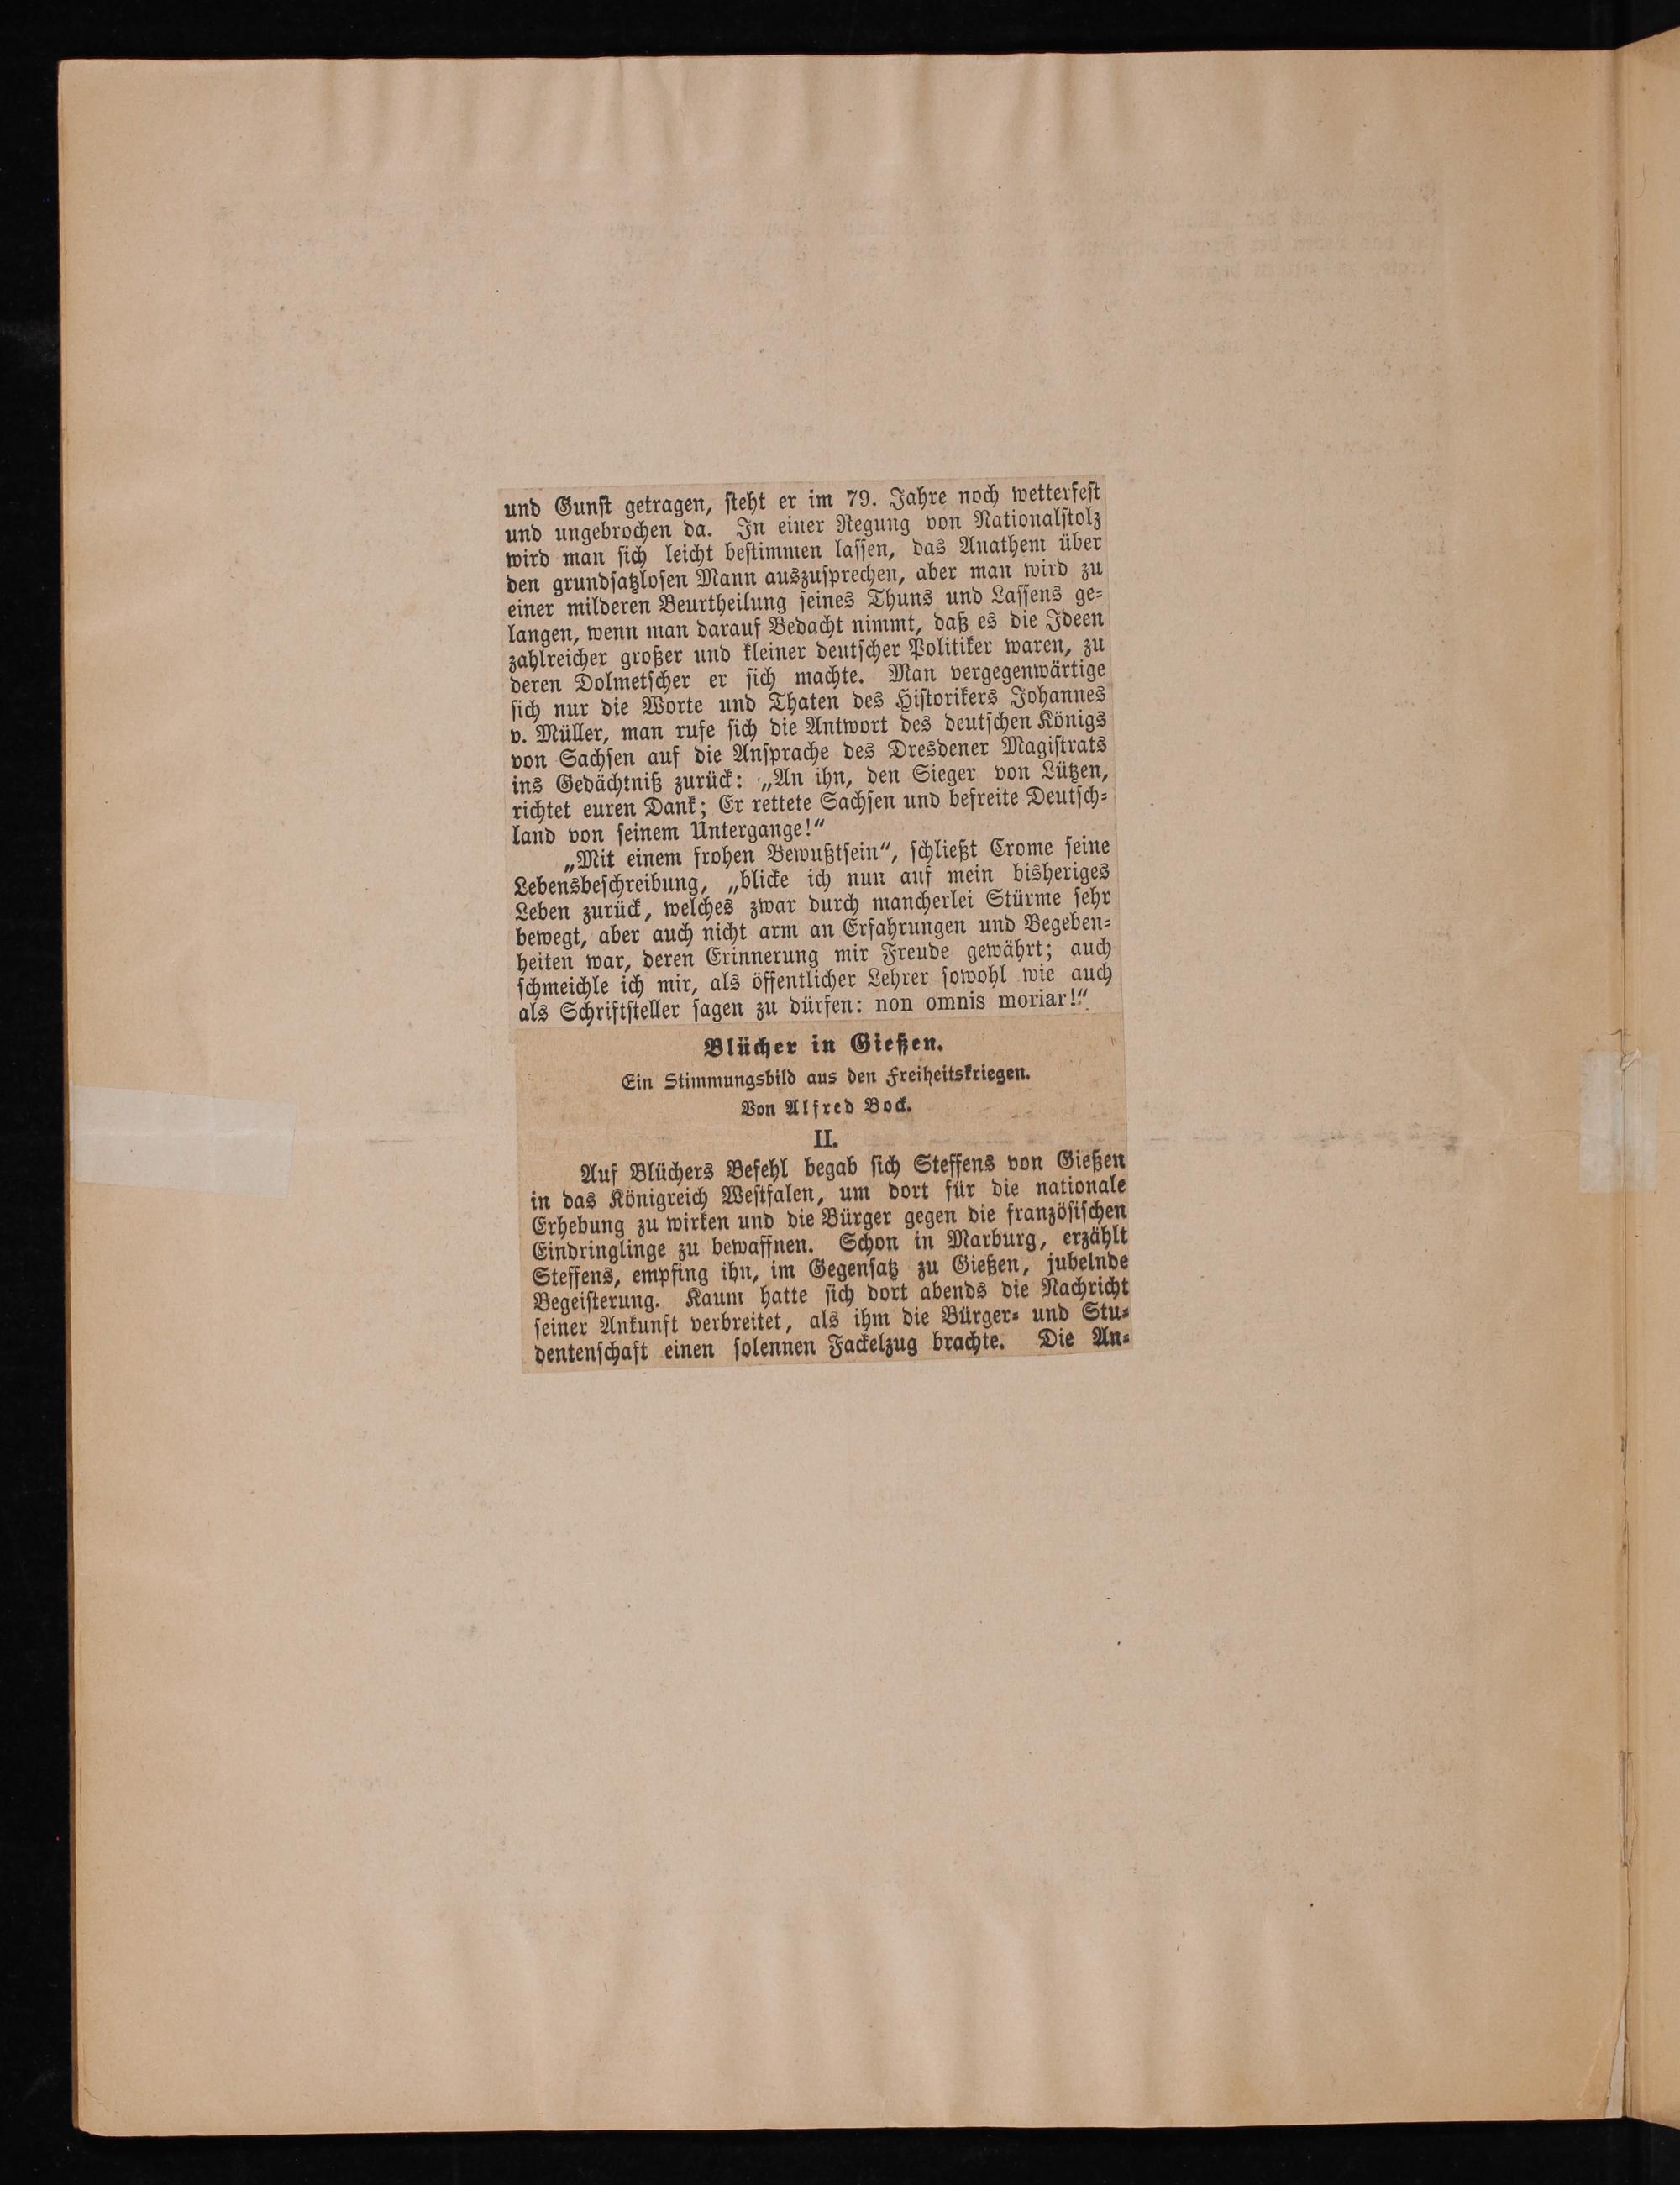 und Gunst getragen, steht er im 79. Jahre noch wetterfest
und ungebrochen da. In einer Regung von Nationalstolz
wird man sich leicht bestimmen lassen, das Anathem über
den grundsatzlosen Mann auszusprechen, aber man wird zu
einer milderen Beurtheilung seines Thuns und Lassens ge-
langen, wenn man darauf Bedacht nimmt, daß es die Ideen
zahlreicher großer und kleiner deutscher Politiker waren, zu
deren Dolmetscher er sich machte. Man vergegenwärtige
sich nur die Worte und Thaten des Historikers Johannes
v. Müller, man rufe sich die Antwort des deutschen Königs
von Sachsen auf die Ansprache des Dresdener Magistrats
ins Gedächtniß zurück: „An ihn, den Sieger von Lützen,
richtet euren Dank; Er rettete Sachsen und befreite Deutsch-
land von seinem Untergange!“
„Mit einem frohen Bewußtsein“, schließt Crome seine
Lebensbeschreibung, „blicke ich nun auf mein bisheriges
Leben zurück, welches zwar durch mancherlei Stürme sehr
bewegt, aber auch nicht arm an Erfahrungen und Begeben-
heiten war, deren Erinnerung mir Freude gewährt; auch
schmeichle ich mir, als öffentlicher Lehrer sowohl wie auch
als Schriftsteller sagen zu dürfen: non omnis moriar!“
Blücher in Gießen.
Ein Stimmungsbild aus den Freiheitskriegen.
Von Alfred Bock.
II.
Auf Blüchers Befehl begab sich Steffens von Gießen
in das Königreich Westfalen, um dort für die nationale
Erhebung zu wirken und die Bürger gegen die französischen
Eindringlinge zu bewaffnen. Schon in Marburg, erzählt
Steffens, empfing ihn, im Gegensatz zu Gießen, jubelnde
Begeisterung. Kaum hatte sich dort abends die Nachricht
seiner Ankunft verbreitet, als ihm die Bürger- und Stu-
dentenschaft einen solennen Fackelzug brachte. Die An-